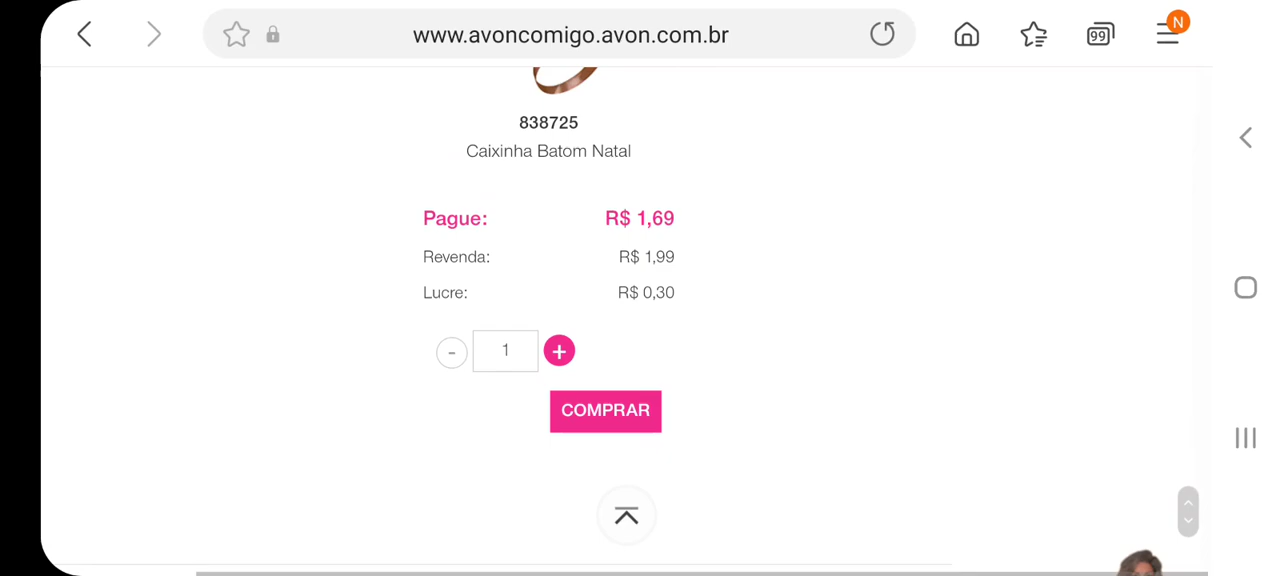 www.avoncomigo.avon.com.br
99
N
838725
Caixinha Batom Natal
Pague: R$ 1,69
Revenda: R$ 1,99
Lucre: R$ 0,30
- 1 +
COMPRAR